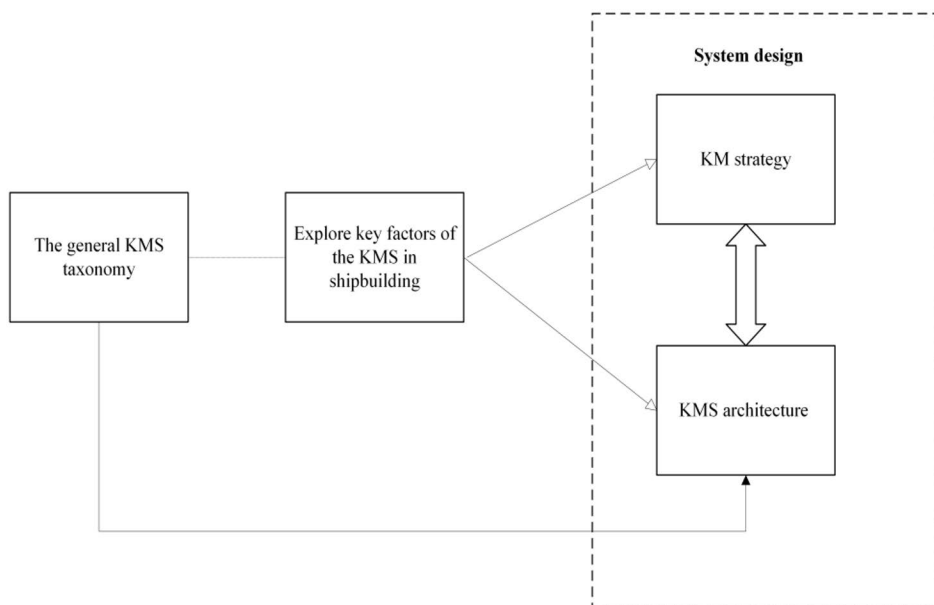 System design
KM strategy
The general KMS
taxonomy
Explore key factors of
the KMS in
shipbuilding
KMS architecture